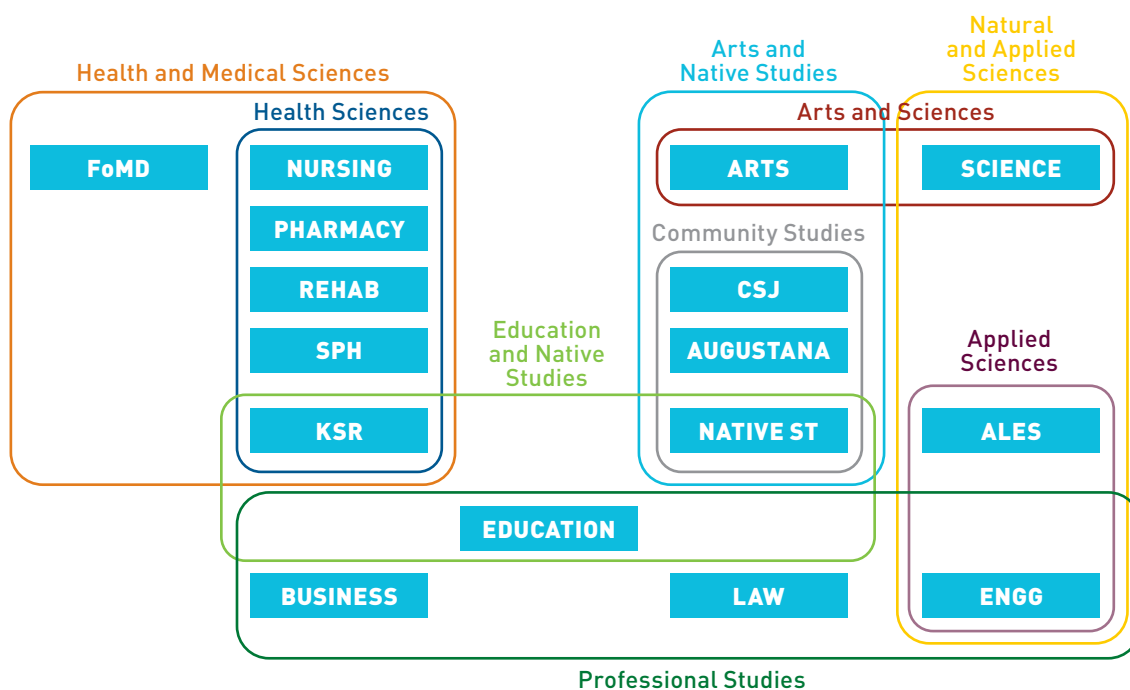 Natural
and Applied
Sciences
Arts and
Native Studies
Health and Medical Sciences
Health Sciences
Arts and Sciences
FoMD
NURSING
ARTS
SCIENCE
PHARMACY
Community Studies
REHAB
CSJ
Education
and Native
Studies
SPH
AUGUSTANA
Applied
Sciences
KSR
NATIVE ST
ALES
EDUCATION
BUSINESS
LAW
ENGG
Professional Studies